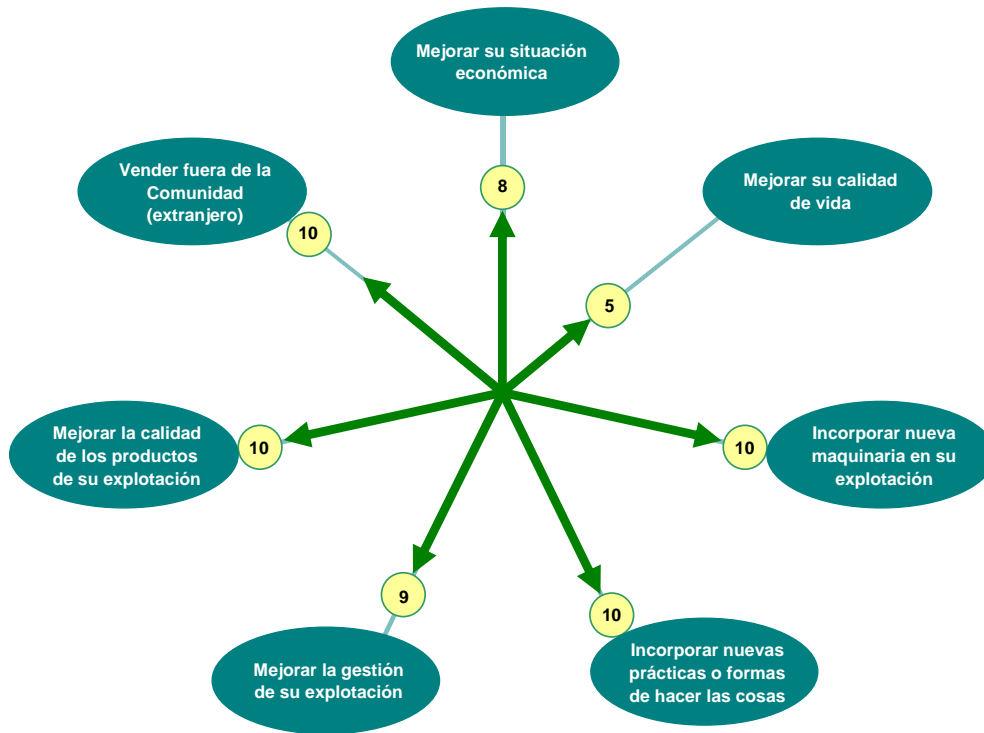 Mejorar su situación
económica
8
Vender fuera de la
Comunidad
(extranjero)
10
Mejorar su calidad
de vida
5
Mejorar la calidad
de los productos
de su explotación
10
Incorporar nueva
maquinaria en su
explotación
10
Mejorar la gestión
de su explotación
9
Incorporar nuevas
prácticas o formas
de hacer las cosas
10